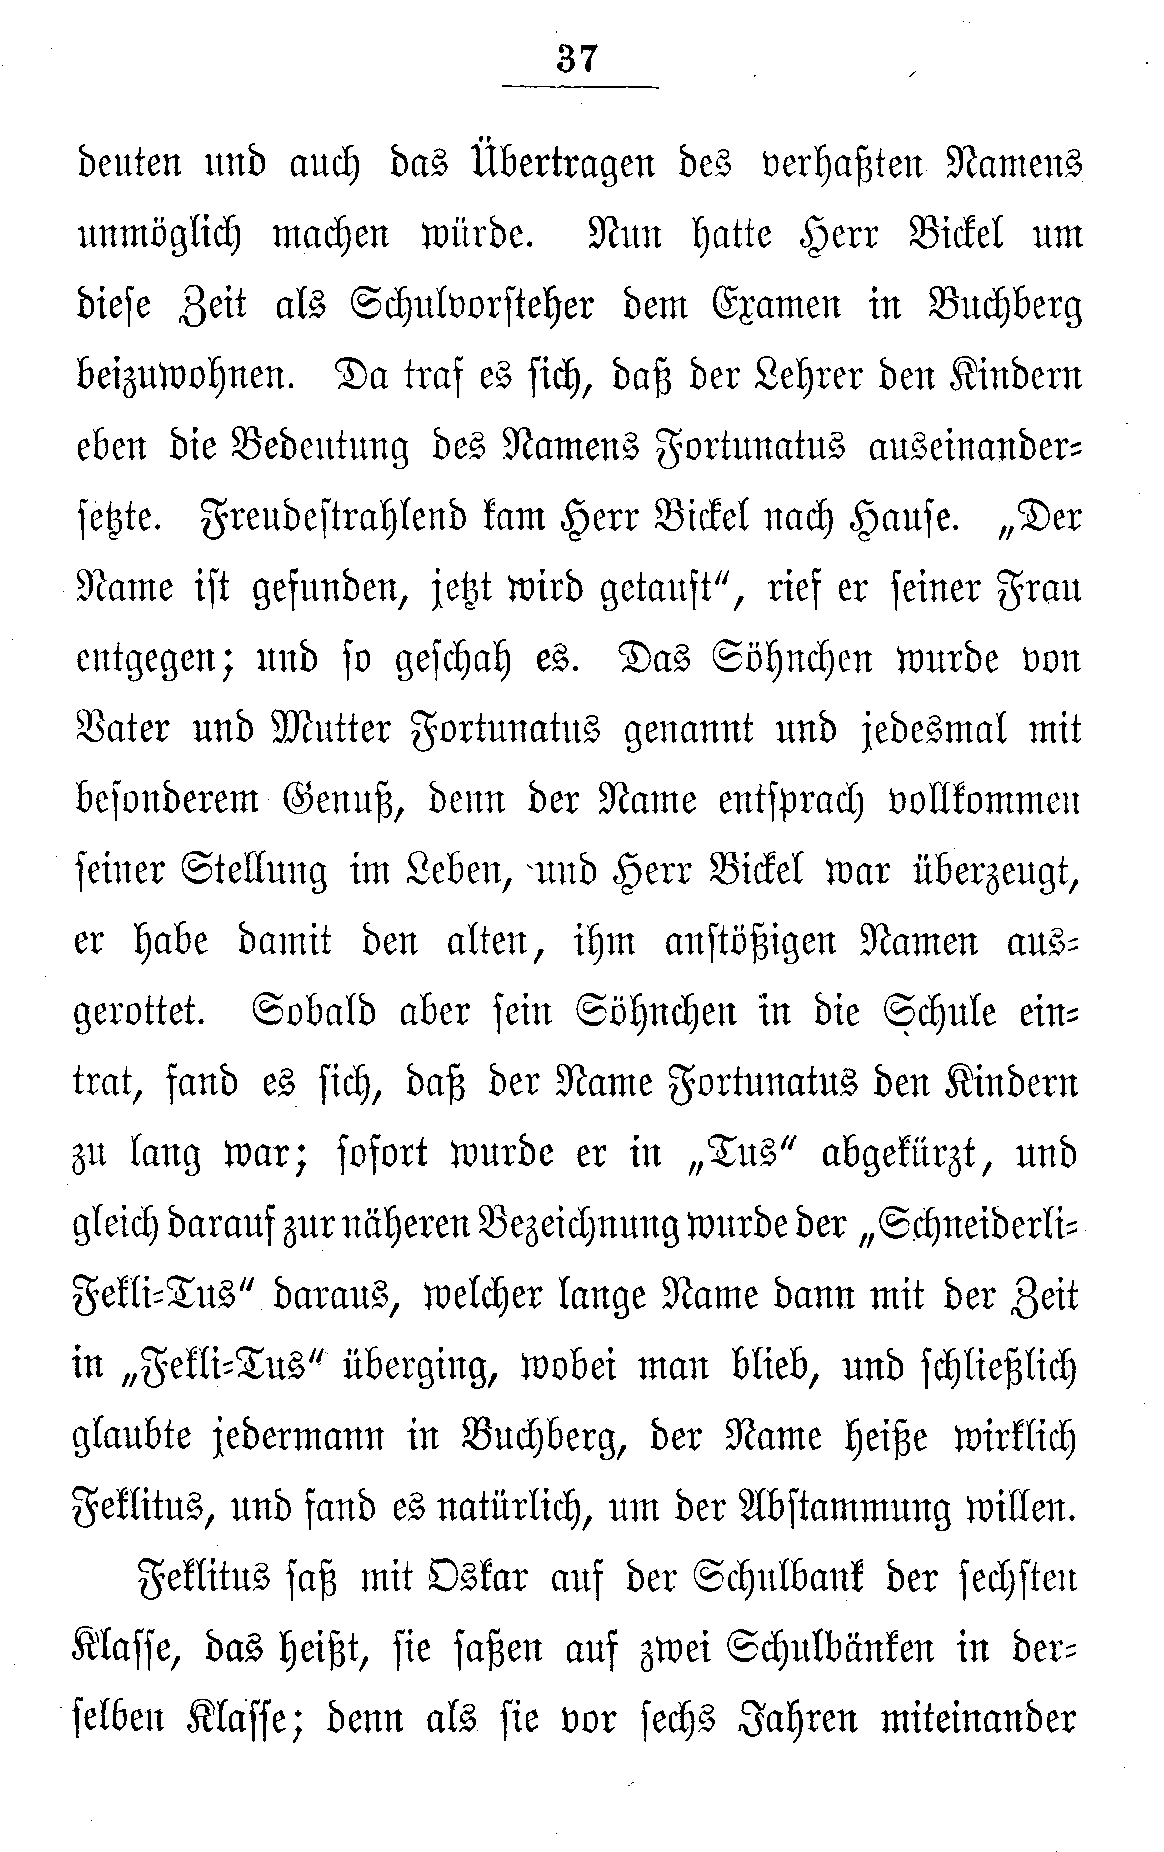 37
deuten und auch das Übertragen des verhaßten Namens
unmöglich machen würde. Nun hatte Herr Bickel um
diese Zeit als Schulvorsteher dem Examen in Buchberg
beizuwohnen. Da traf es sich, daß der Lehrer den Kindern
eben die Bedeutung des Namens Fortunatus auseinander-
setzte. Freudestrahlend kam Herr Bickel nach Hause. „Der
Name ist gefunden, jetzt wird getauft“, rief er seiner Frau
entgegen; und so geschah es. Das Söhnchen wurde von
Vater und Mutter Fortunatus genannt und jedesmal mit
besonderem Genuß, denn der Name entsprach vollkommen
seiner Stellung im Leben, und Herr Bickel war überzeugt,
er habe damit den alten, ihm anstößigen Namen aus-
gerottet. Sobald aber sein Söhnchen in die Schule ein-
trat, fand es sich, daß der Name Fortunatus den Kindern
zu lang war; sofort wurde er in „Tus“ abgekürzt, und
gleich darauf zur näheren Bezeichnung wurde der „Schneiderli-
Fekli-Tus“ daraus, welcher lange Name dann mit der Zeit
in „Fekli-Tus“ überging, wobei man blieb, und schließlich
glaubte jedermann in Buchberg, der Name heiße wirklich
Feklitus, und fand es natürlich, um der Abstammung willen.
Feklitus saß mit Oskar auf der Schulbank der sechsten
Klasse, das heißt, sie saßen auf zwei Schulbänken in der-
selben Klasse; denn als sie vor sechs Jahren miteinander